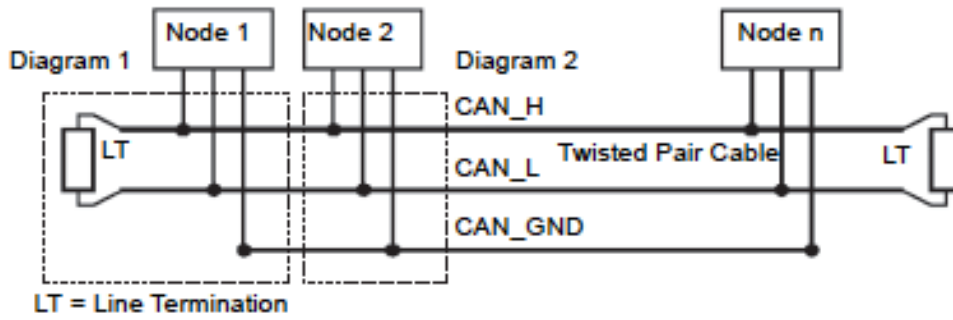 Node 1
Node 2
Node n
Diagram 1
Diagram 2
CAN_H
LT
Twisted Pair Cable
LT
CAN_L
CAN_GND
LT = Line Termination